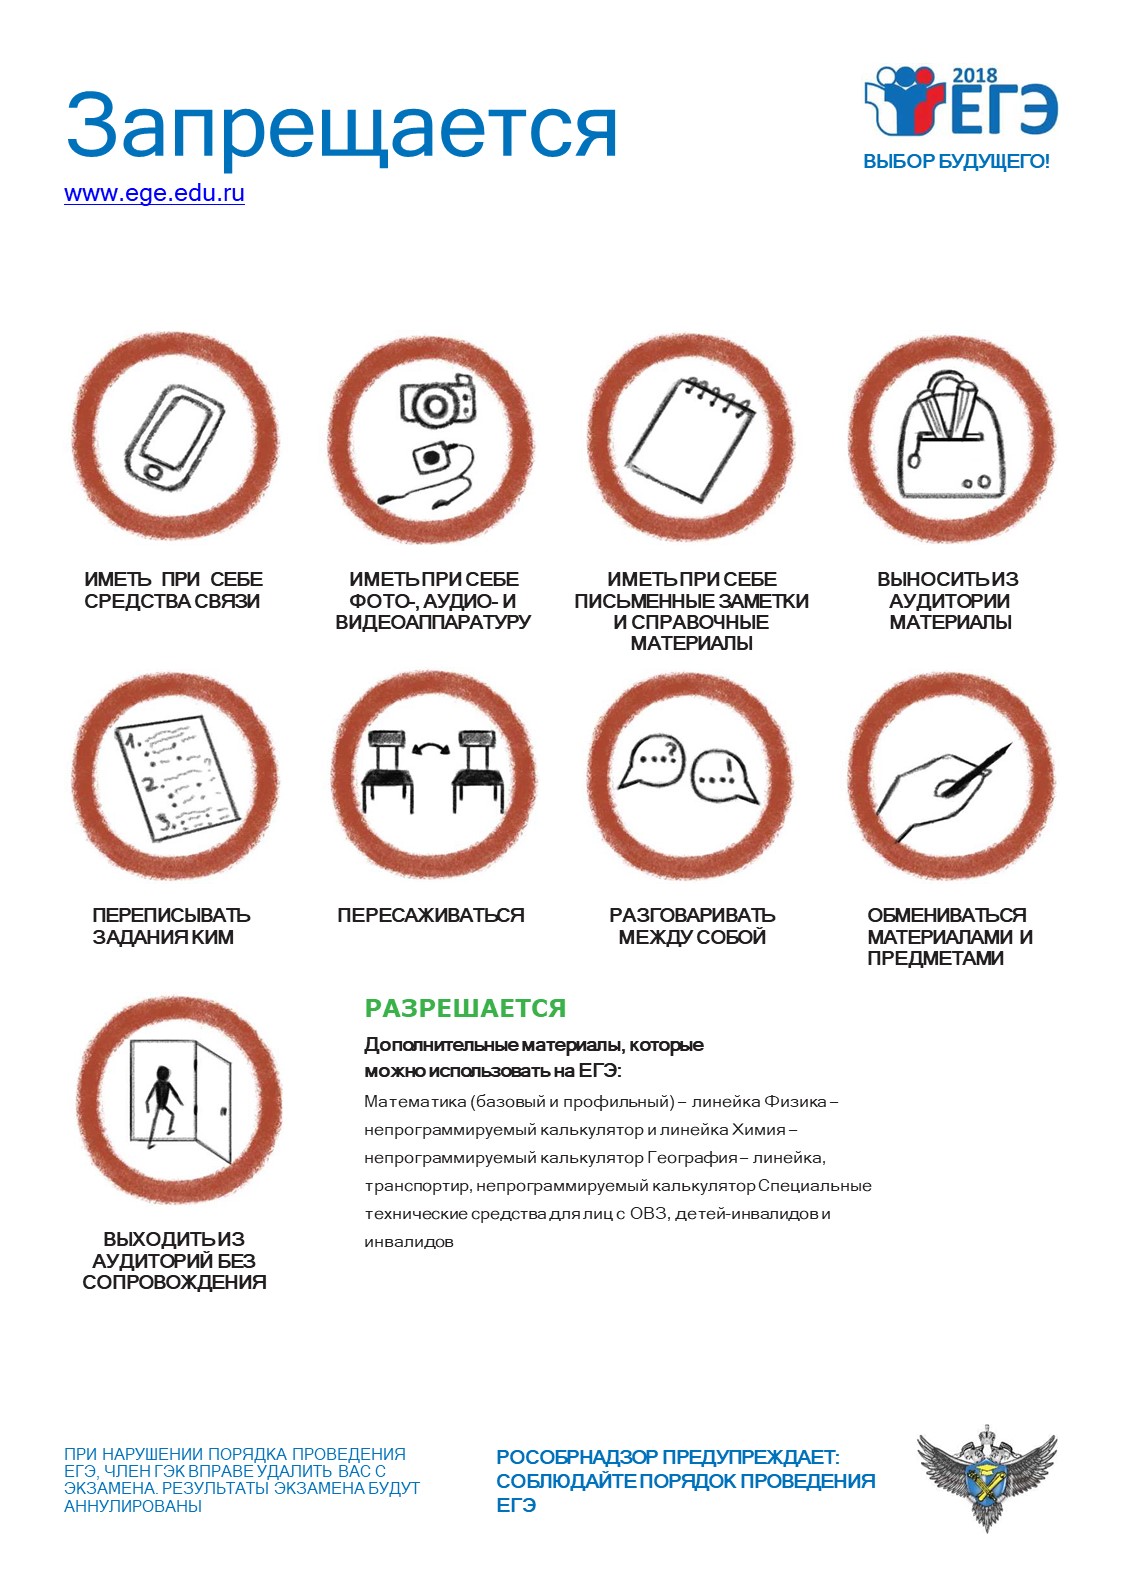 Запрещается
www.ege.edu.ru
2018
ЕГЭ
ВЫБОР БУДУЩЕГО!
ИМЕТЬ ПРИ СЕБЕ
СРЕДСТВА СВЯЗИ
ИМЕТЬ ПРИ СЕБЕ
ФОТО-, АУДИО- И
ВИДЕОАППАРАТУРУ
ИМЕТЬ ПРИ СЕБЕ
ПИСЬМЕННЫЕ ЗАМЕТКИ
И СПРАВОЧНЫЕ
МАТЕРИАЛЫ
ВЫНОСИТЬ ИЗ
АУДИТОРИИ
МАТЕРИАЛЫ
1.
2.
3.
...?
....!
ПЕРЕПИСЫВАТЬ
ЗАДАНИЯ КИМ
ПЕРЕСАЖИВАТЬСЯ
РАЗГОВАРИВАТЬ
МЕЖДУ СОБОЙ
ОБМЕНИВАТЬСЯ
МАТЕРИАЛАМИ И
ПРЕДМЕТАМИ
ВЫХОДИТЬ ИЗ
АУДИТОРИЙ БЕЗ
СОПРОВОЖДЕНИЯ
РАЗРЕШАЕТСЯ
Дополнительные материалы, которые
можно использовать на ЕГЭ:
Математика (базовый и профильный) – линейка Физика –
непрограммируемый калькулятор и линейка Химия –
непрограммируемый калькулятор География – линейка,
транспортир, непрограммируемый калькулятор Специальные
технические средства для лиц с ОВЗ, детей-инвалидов и
инвалидов
ПРИ НАРУШЕНИИ ПОРЯДКА ПРОВЕДЕНИЯ
ЕГЭ, ЧЛЕН ГЭК ВПРАВЕ УДАЛИТЬ ВАС С
ЭКЗАМЕНА. РЕЗУЛЬТАТЫ ЭКЗАМЕНА БУДУТ
АННУЛИРОВАНЫ
РОСОБРНАДЗОР ПРЕДУПРЕЖДАЕТ:
СОБЛЮДАЙТЕ ПОРЯДОК ПРОВЕДЕНИЯ
ЕГЭ